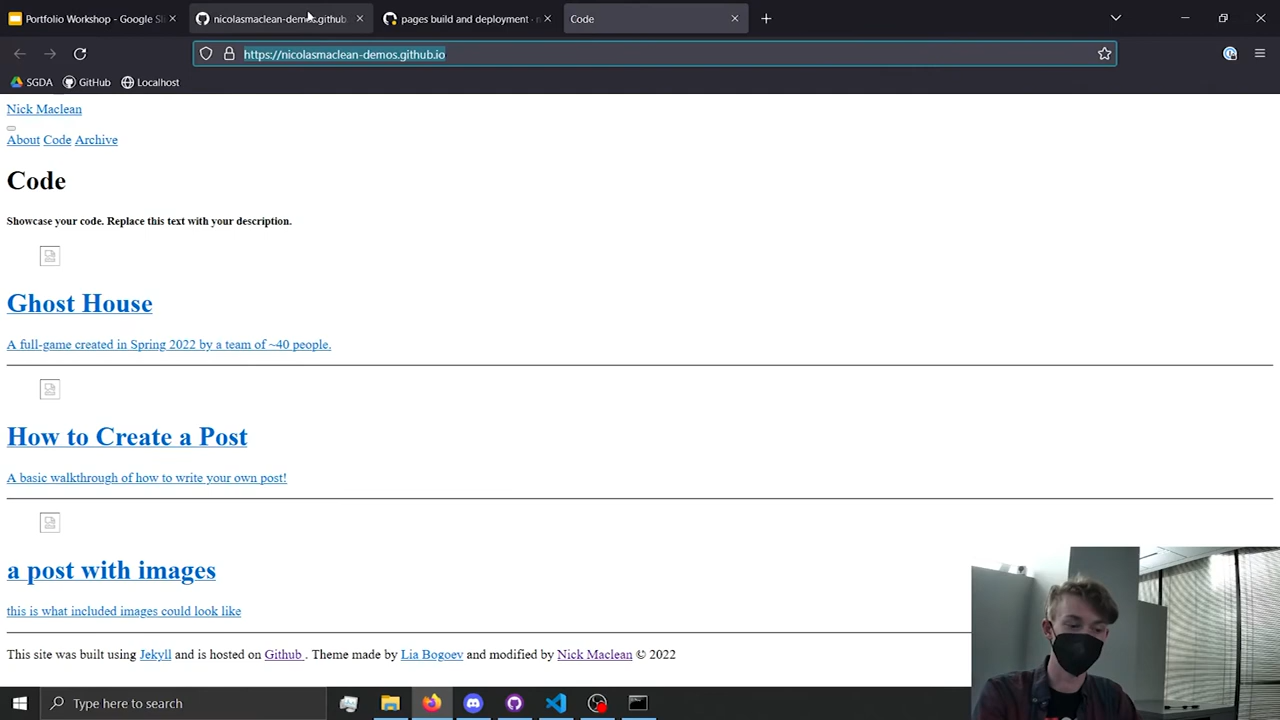 Portfolio Workshop - Google Sl
nicolasmaclean-demos.github
pages build and deployment · n
Code
https://nicolasmaclean-demos.github.io
SGDA
GitHub
Localhost
Nick Maclean
About Code Archive
Code
Showcase your code. Replace this text with your description.
Ghost House
A full-game created in Spring 2022 by a team of ~40 people.
How to Create a Post
A basic walkthrough of how to write your own post!
a post with images
this is what included images could look like
This site was built using Jekyll and is hosted on Github . Theme made by Lia Bogoev and modified by Nick Maclean © 2022
Type here to search